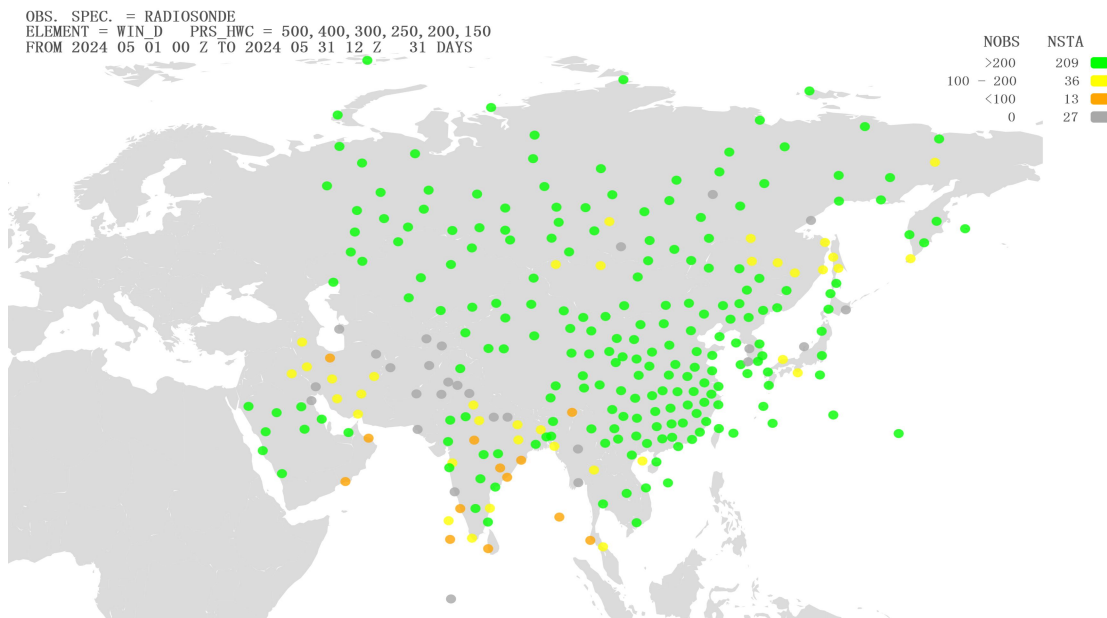 OBS. SPEC. = RADIOSONDE
ELEMENT = WIN_D PRS_HWC = 500,400,300,250,200,150
FROM 2024 05 01 00 Z TO 2024 05 31 12 Z 31 DAYS
NOBS NSTA
>200 209
100 - 200 36
<100 13
0 27